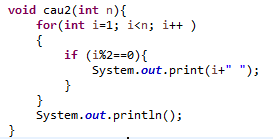 void cau2(int n){
for(int i=1; i<n; i++ )
{
if (i%2==0){
System.out.print(i+" ");
}
}
System.out.println();
}